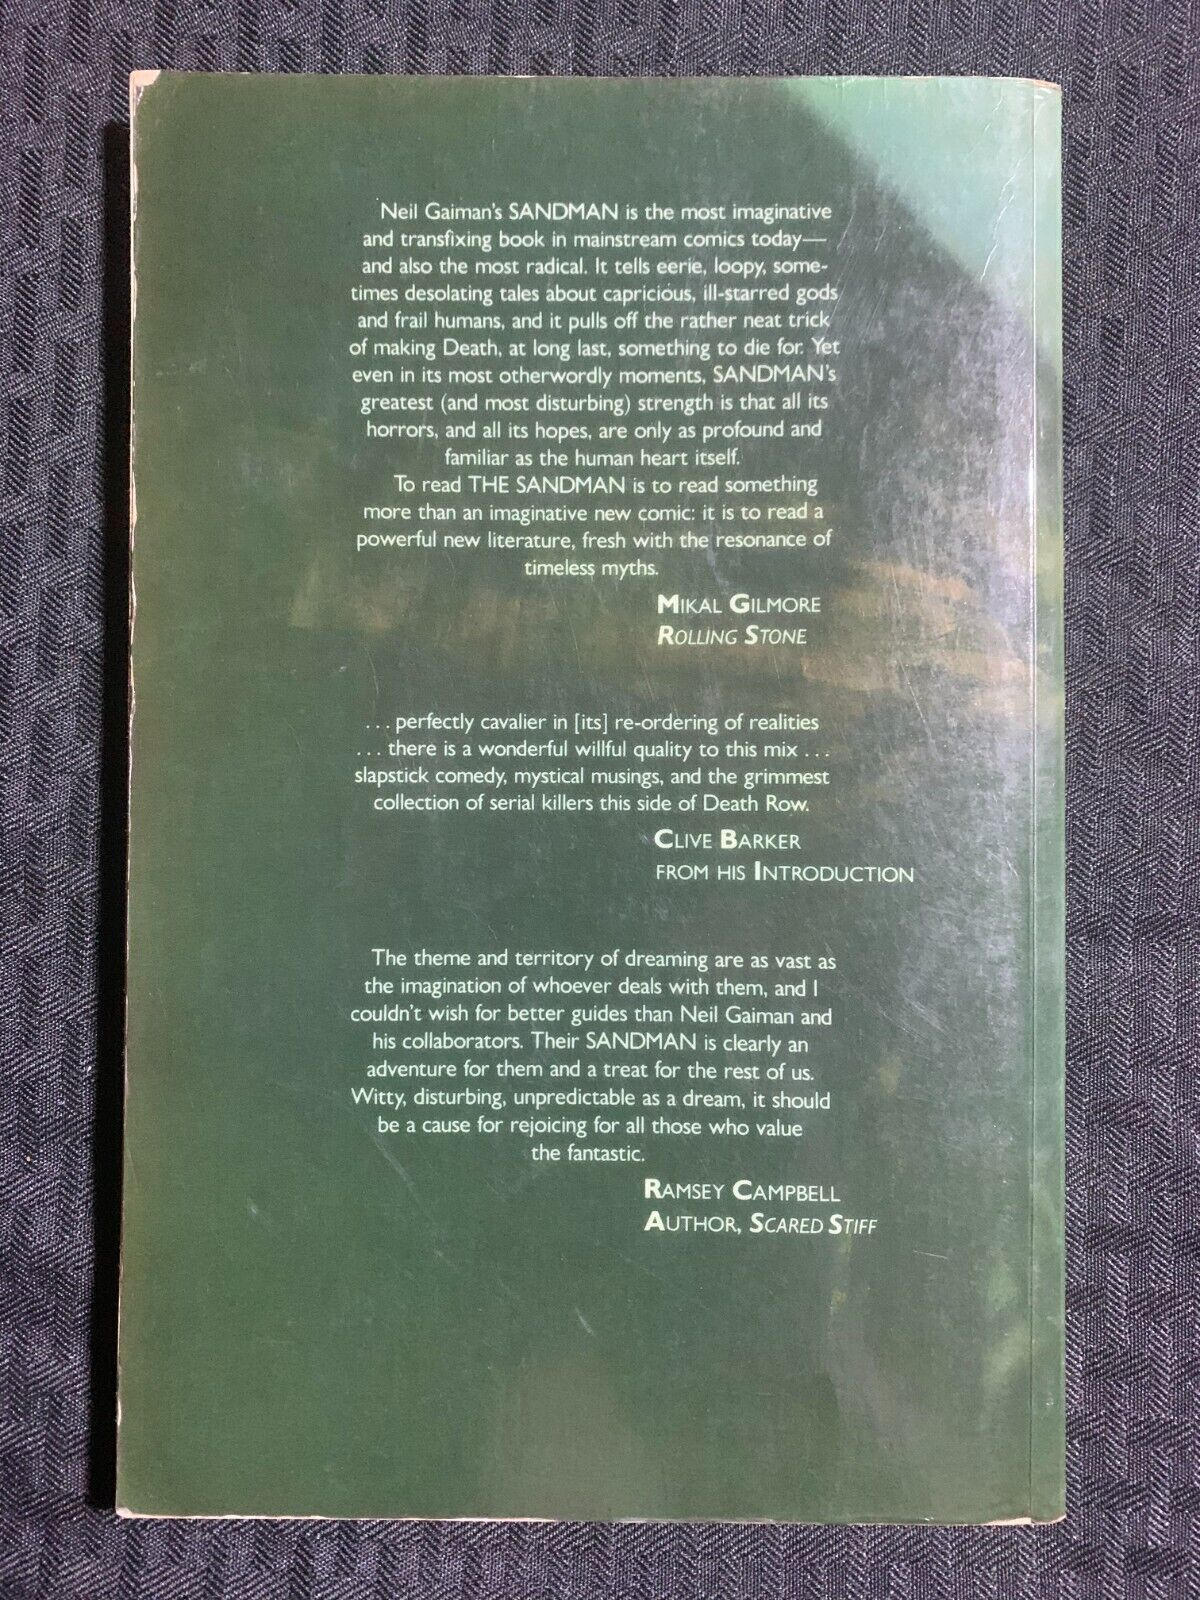 Neil Gaiman's SANDMAN is the most imaginative
and transfixing book in mainstream comics today—
and also the most radical. It tells eerie, loopy, some-
times desolating tales about capricious, ill-starred gods
and frail humans, and it pulls off the rather neat trick
of making Death, at long last, something to die for. Yet
even in its most otherwordly moments, SANDMAN's
greatest (and most disturbing) strength is that all its
horrors, and all its hopes, are only as profound and
familiar as the human heart itself.
To read THE SANDMAN is to read something
more than an imaginative new comic: it is to read a
powerful new literature, fresh with the resonance of
timeless myths.
MIKAL GILMORE
ROLLING STONE
. . . perfectly cavalier in [its] re-ordering of realities
. . . there is a wonderful willful quality to this mix . . .
slapstick comedy, mystical musings, and the grimmest
collection of serial killers this side of Death Row.
CLIVE BARKER
FROM HIS INTRODUCTION
The theme and territory of dreaming are as vast as
the imagination of whoever deals with them, and I
couldn't wish for better guides than Neil Gaiman and
his collaborators. Their SANDMAN is clearly an
adventure for them and a treat for the rest of us.
Witty, disturbing, unpredictable as a dream, it should
be a cause for rejoicing for all those who value
the fantastic.
RAMSEY CAMPBELL
AUTHOR, SCARED STIFF